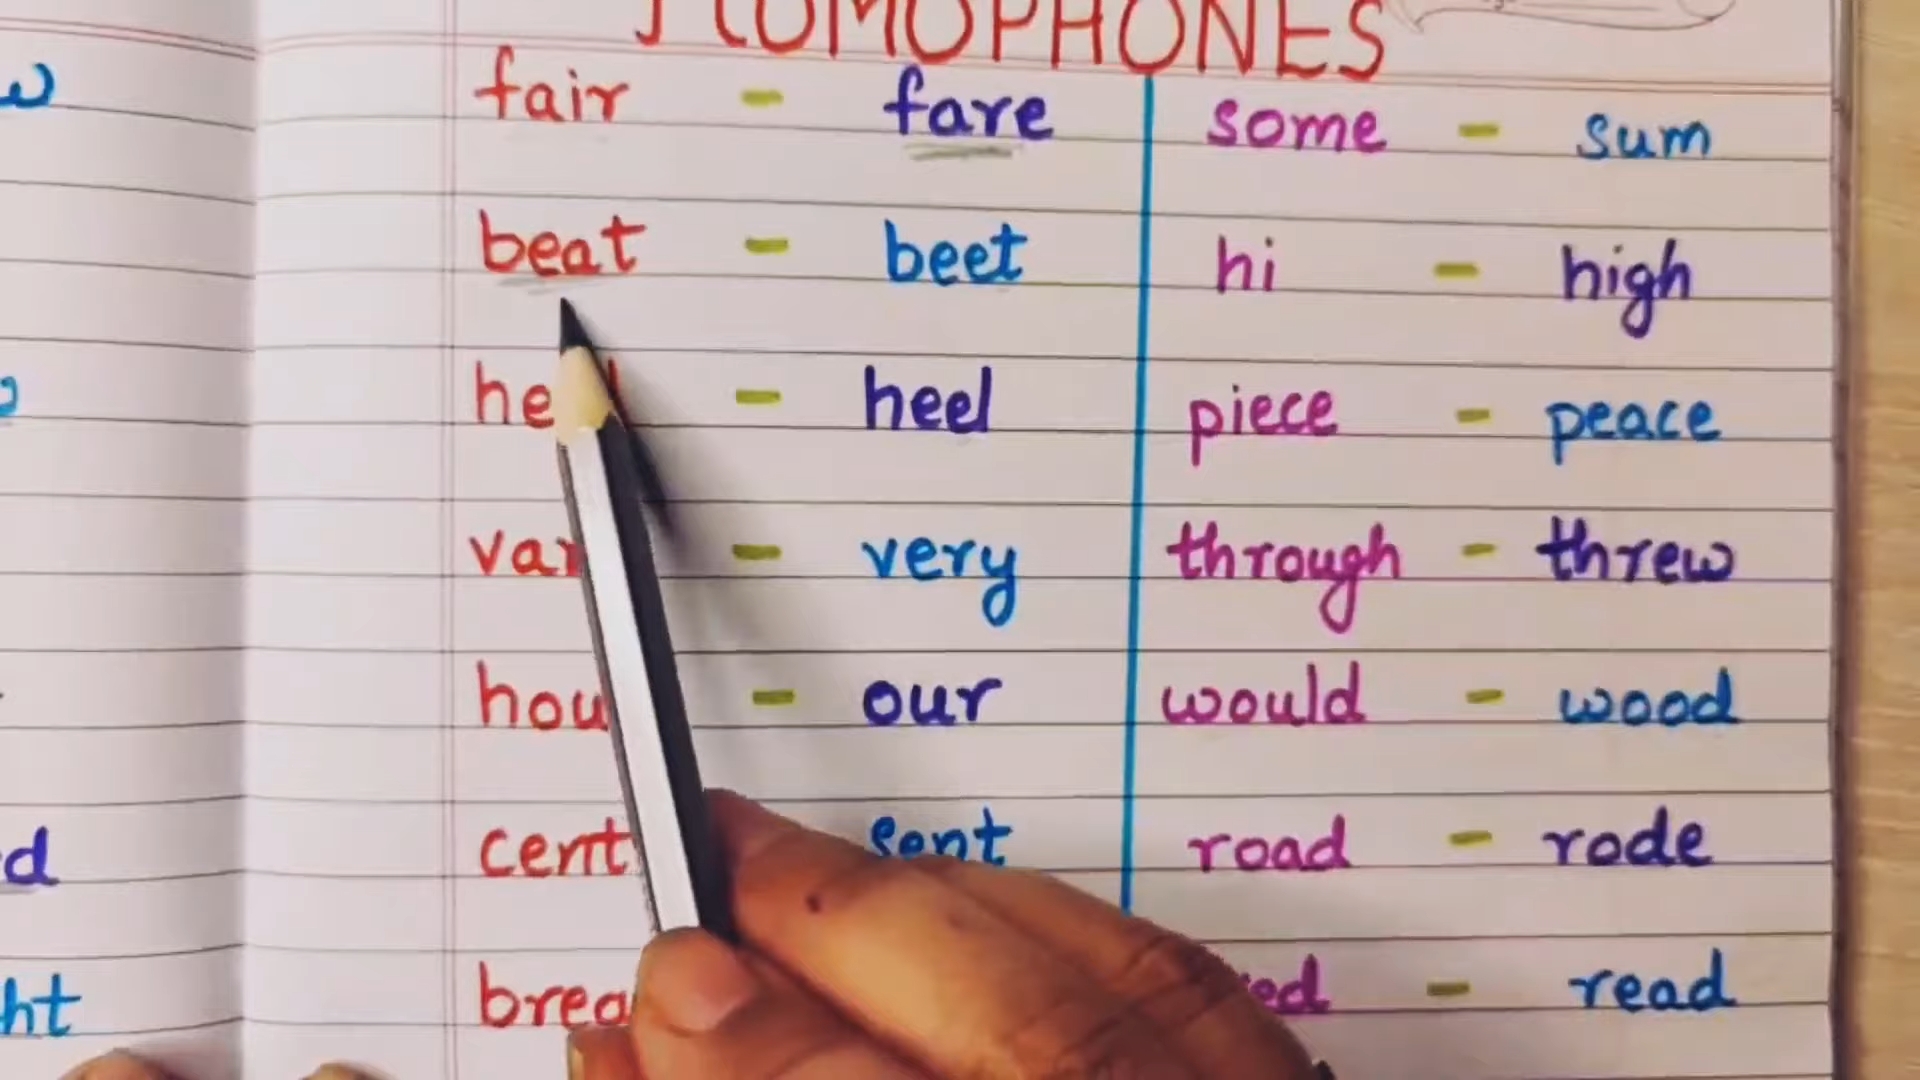 HOMOPHONES
fair - fare some - sum
beat - beet hi - high
- heel piece - peace
- very through - threw
- our would - wood
cent sent road - rode
- read